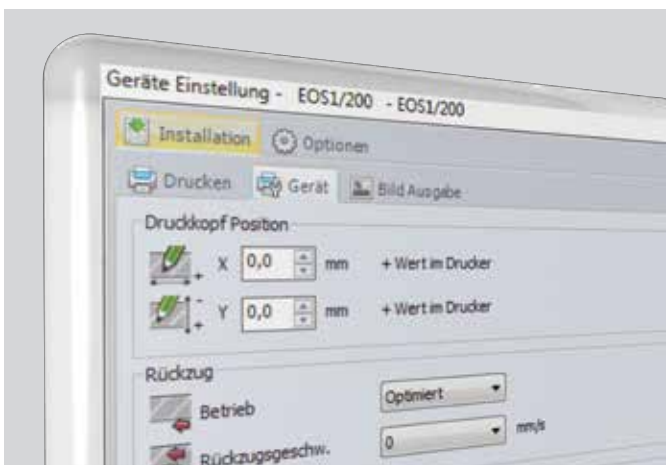 Geräte Einstellung - EOS1/200 - EOS1/200
Installation Optionen
Drucken Gerät Bild Ausgabe
Druckkopf Position
X 0,0 mm + Wert im Drucker
Y 0,0 mm + Wert im Drucker
Rückzug
Betrieb Optimiert
Rückzugsgeschw. 0 mm/s